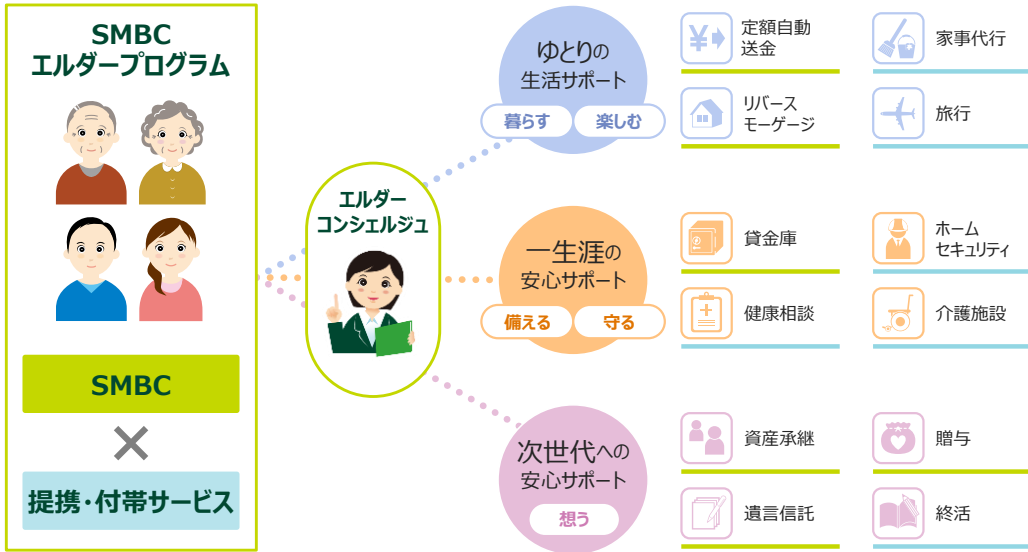 SMBC
エルダープログラム
SMBC
×
提携・付帯サービス
エルダー
コンシェルジュ
ゆとりの
生活サポート
暮らす
楽しむ
¥
定額自動
送金
家事代行
リバース
モーゲージ
旅行
一生涯の
安心サポート
備える
守る
貸金庫
ホーム
セキュリティ
健康相談
介護施設
次世代への
安心サポート
想う
資産承継
贈与
遺言信託
終活